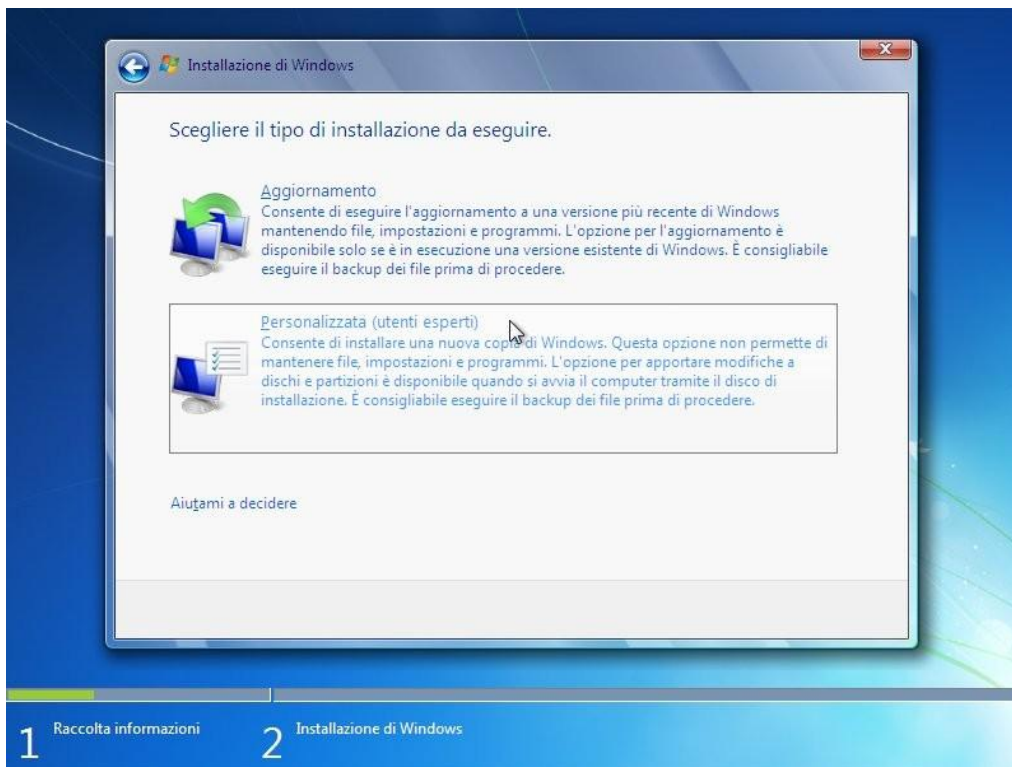 Installazione di Windows
Scegliere il tipo di installazione da eseguire.
Aggiornamento
Consente di eseguire l'aggiornamento a una versione più recente di Windows
mantenendo file, impostazioni e programmi. L'opzione per l'aggiornamento è
disponibile solo se è in esecuzione una versione esistente di Windows. È consigliabile
eseguire il backup dei file prima di procedere.
Personalizzata (utenti esperti)
Consente di installare una nuova copia di Windows. Questa opzione non permette di
mantenere file, impostazioni e programmi. L'opzione per apportare modifiche a
dischi e partizioni è disponibile quando si avvia il computer tramite il disco di
installazione. È consigliabile eseguire il backup dei file prima di procedere.
Aiutami a decidere
1 Raccolta informazioni
2 Installazione di Windows